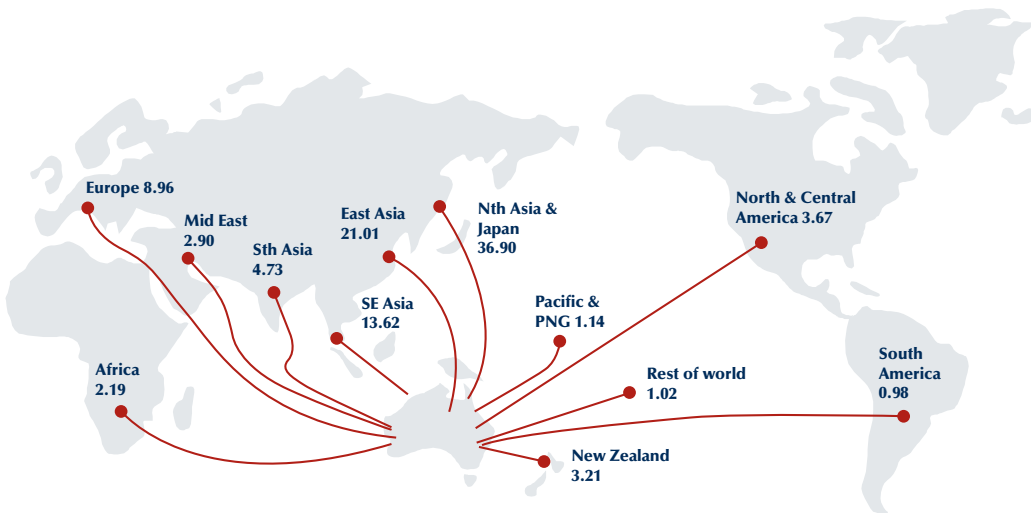 Europe 8.96
Mid East
2.90
Sth Asia
4.73
East Asia
21.01
Nth Asia &
Japan
36.90
North & Central
America 3.67
SE Asia
13.62
Pacific &
PNG 1.14
Africa
2.19
Rest of world
1.02
South
America
0.98
New Zealand
3.21